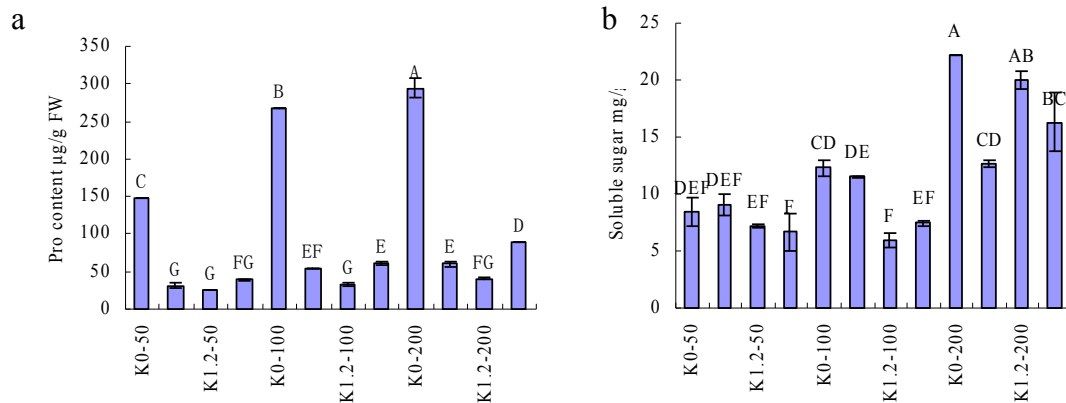 a
Pro content µg/g FW
350
300
250
200
150
100
50
0
C
G
G
FG
B
EF
G
E
A
E
FG
D
K0-50
K1.2-50
K0-100
K1.2-100
K0-200
K1.2-200
b
Soluble sugar mg/
25
20
15
10
5
0
DEF
DEF
EF
F
CD
DE
F
EF
A
CD
AB
BC
K0-50
K1.2-50
K0-100
K1.2-100
K0-200
K1.2-200